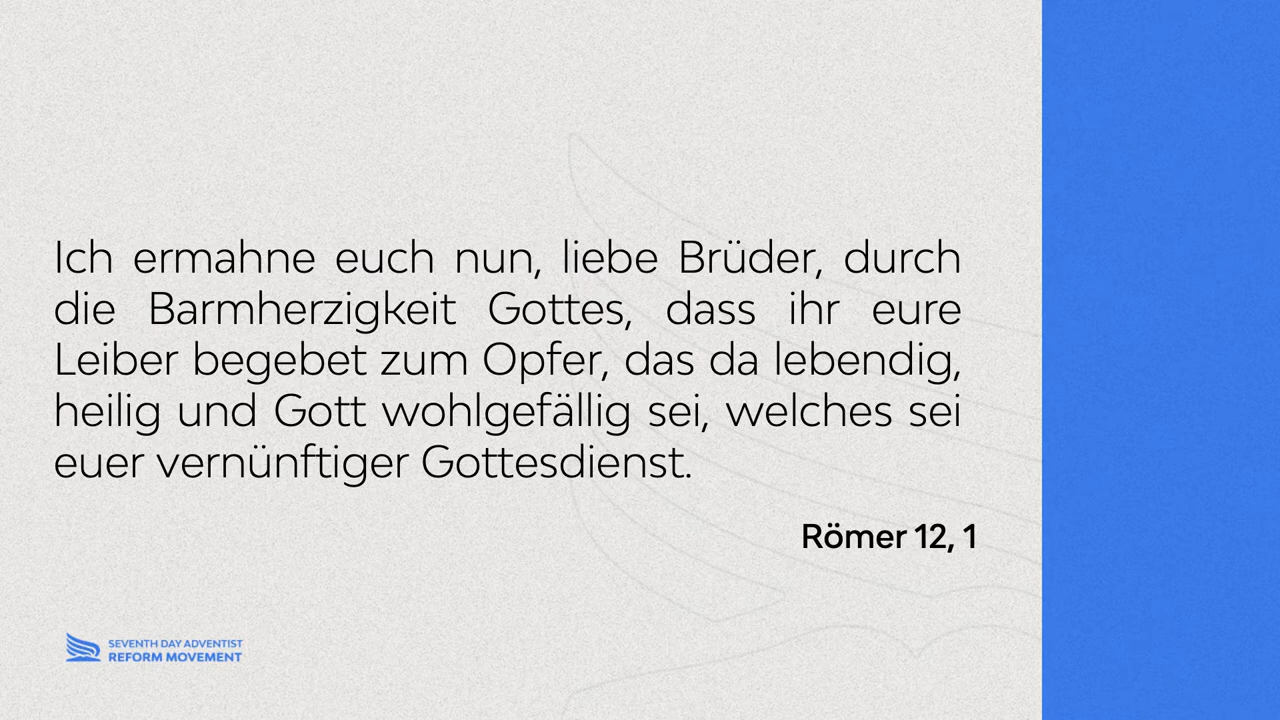 Ich ermahne euch nun, liebe Brüder, durch
die Barmherzigkeit Gottes, dass ihr eure
Leiber begebet zum Opfer, das da lebendig,
heilig und Gott wohlgefällig sei, welches sei
euer vernünftiger Gottesdienst.
Römer 12, 1
SEVENTH DAY ADVENTIST
REFORM MOVEMENT